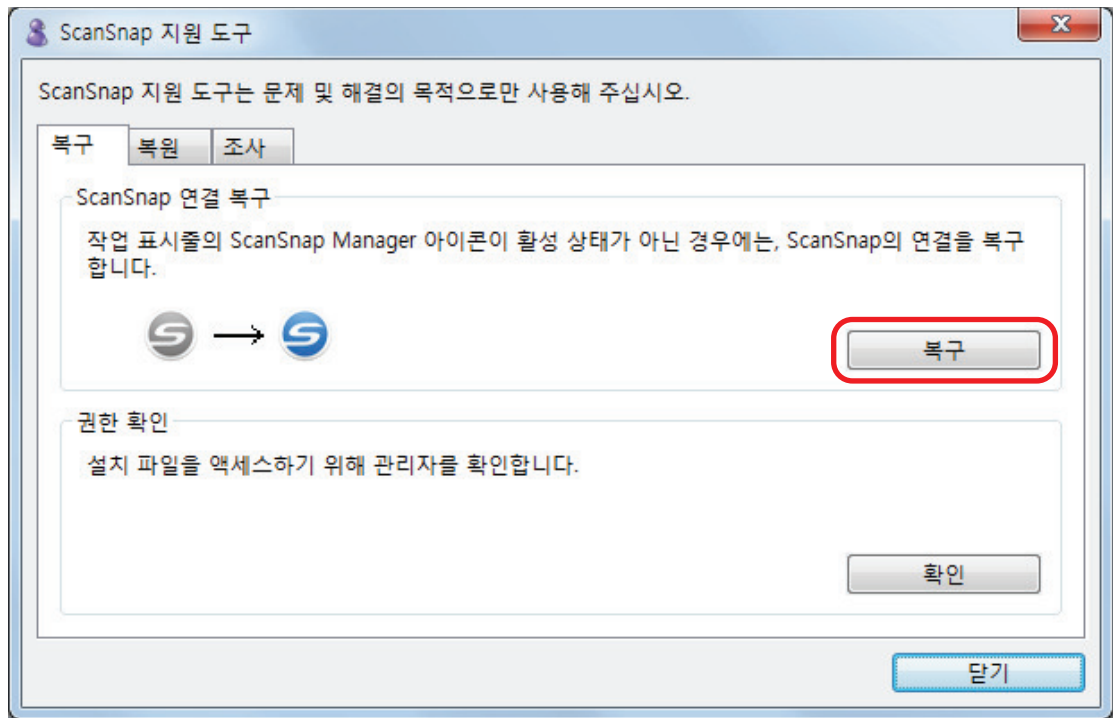 ScanSnap 지원 도구
ScanSnap 지원 도구는 문제 및 해결의 목적으로만 사용해 주십시오.
복구 복원 조사
ScanSnap 연결 복구
작업 표시줄의 ScanSnap Manager 아이콘이 활성 상태가 아닌 경우에는, ScanSnap의 연결을 복구
합니다.
복구
권한 확인
설치 파일을 액세스하기 위해 관리자를 확인합니다.
확인
닫기